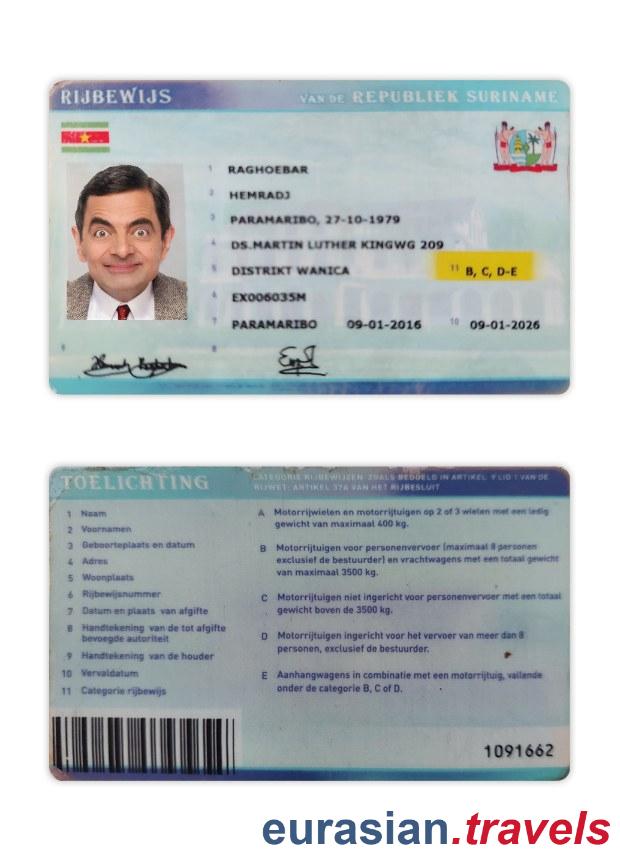 RIJBEWIJS VAN DE REPUBLIEK SURINAME
1 RAGHOEBAR
2 HEMRADJ
3 PARAMARIBO, 27-10-1979
4 DS.MARTIN LUTHER KINGWG 209
5 DISTRIKT WANICA 11 B, C, D-E
6 EX006035M
7 PARAMARIBO 09-01-2016 10 09-01-2026
9 8
TOELICHTING
CATEGORIE RIJBEWIJZEN, ZOALS BEDOELD IN ARTIKEL 9 LID 1 VAN DE
RIJWET; ARTIKEL 37A VAN HET RIJBESLUIT
1 Naam
2 Voornamen
3 Geboorteplaats en datum
4 Adres
5 Woonplaats
6 Rijbewijsnummer
7 Datum en plaats van afgifte
8 Handtekening van de tot afgifte
bevoegde autoriteit
9 Handtekening van de houder
10 Vervaldatum
11 Categorie rijbewijs
A Motorrijwielen en motorrijtuigen op 2 of 3 wielen met een ledig
gewicht van maximaal 400 kg.
B Motorrijtuigen voor personenvervoer (maximaal 8 personen
exclusief de bestuurder) en vrachtwagens met een totaal gewicht
van maximaal 3500 kg.
C Motorrijtuigen niet ingericht voor personenvervoer met een totaal
gewicht boven de 3500 kg.
D Motorrijtuigen ingericht voor het vervoer van meer dan 8
personen, exclusief de bestuurder.
E Aanhangwagens in combinatie met een motorrijtuig, vallende
onder de categorie B, C of D.
1091662
eurasian.travels